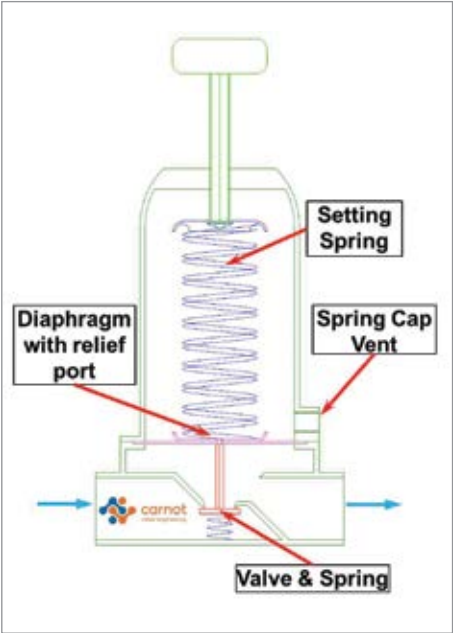 Setting
Spring
Diaphragm
with relief
port
Spring Cap
Vent
carnot
Valve & Spring